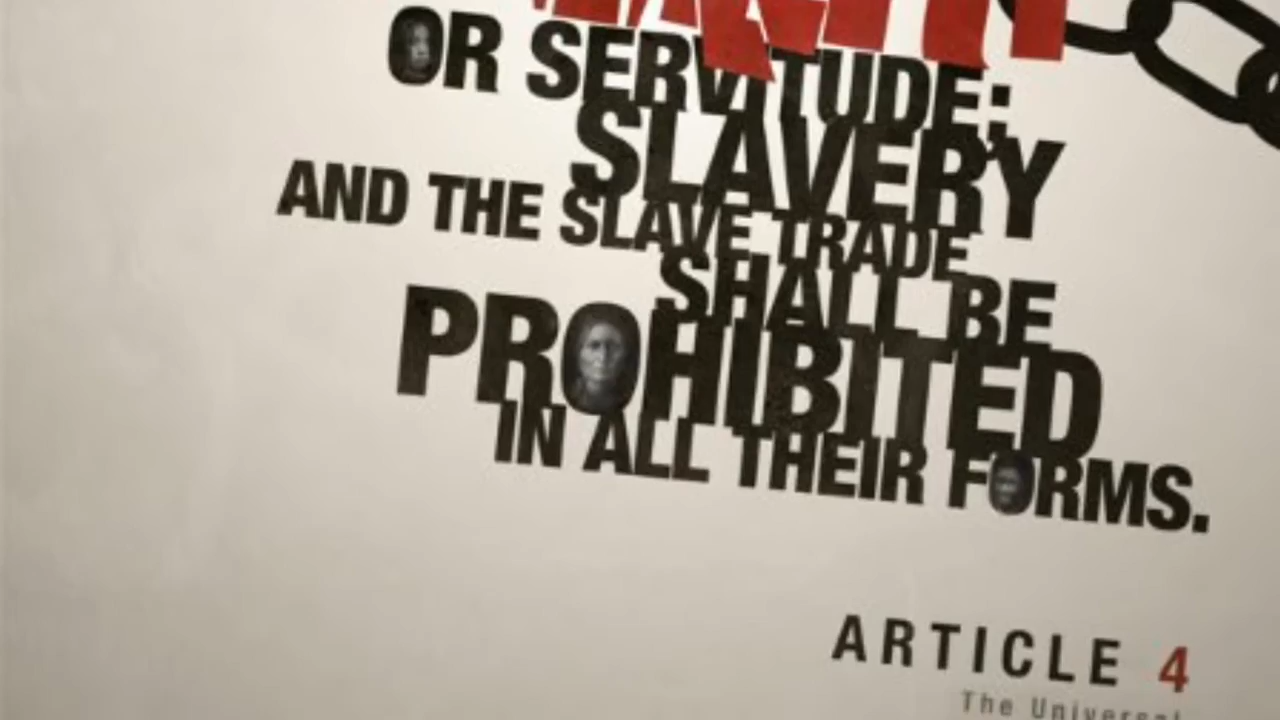 OR SERVITUDE;
SLAVERY
AND THE SLAVE TRADE
SHALL BE
PROHIBITED
IN ALL THEIR FORMS.
ARTICLE 4
The Universal